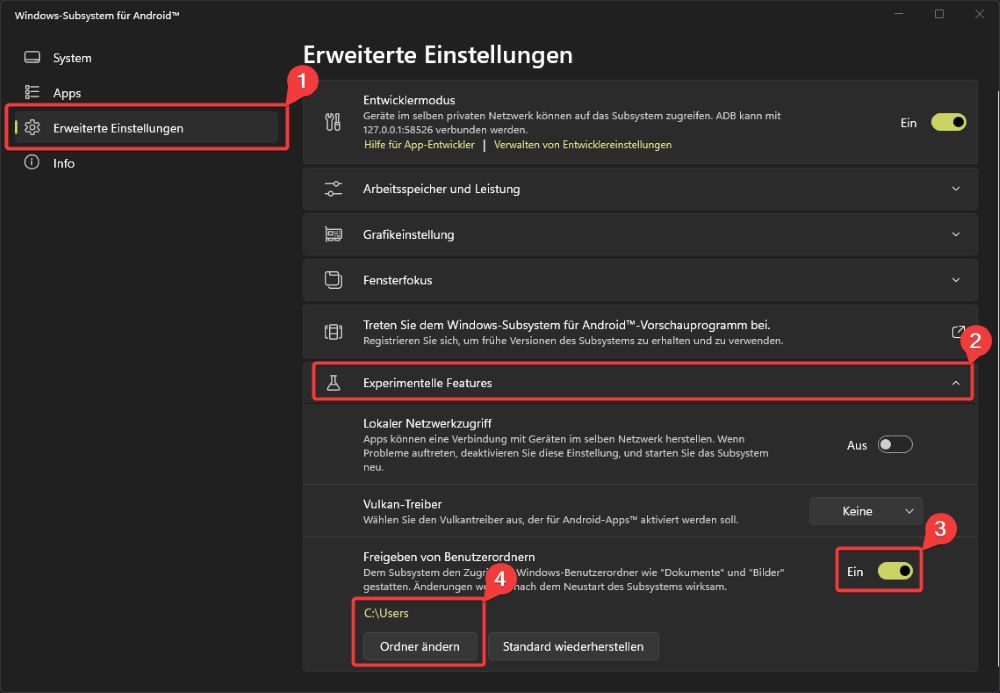 Windows-Subsystem für Android™
System
Apps
Erweiterte Einstellungen
Info
1
Erweiterte Einstellungen
Entwicklermodus
Geräte im selben privaten Netzwerk können auf das Subsystem zugreifen. ADB kann mit
127.0.0.1:58526 verbunden werden.
Hilfe für App-Entwickler | Verwalten von Entwicklereinstellungen
Ein
Arbeitsspeicher und Leistung
Grafikeinstellung
Fensterfokus
Treten Sie dem Windows-Subsystem für Android™-Vorschauprogramm bei.
Registrieren Sie sich, um frühe Versionen des Subsystems zu erhalten und zu verwenden.
2
Experimentelle Features
Lokaler Netzwerkzugriff
Apps können eine Verbindung mit Geräten im selben Netzwerk herstellen. Wenn
Probleme auftreten, deaktivieren Sie diese Einstellung, und starten Sie das Subsystem
neu.
Aus
Vulkan-Treiber
Wählen Sie den Vulkantreiber aus, der für Android-Apps™ aktiviert werden soll.
Keine
3
Freigeben von Benutzerordnern
Dem Subsystem den Windows-Benutzerordner wie "Dokumente" und "Bilder"
gestatten. Änderungen nach dem Neustart des Subsystems wirksam.
Ein
4
C:\Users
Ordner ändern
Standard wiederherstellen